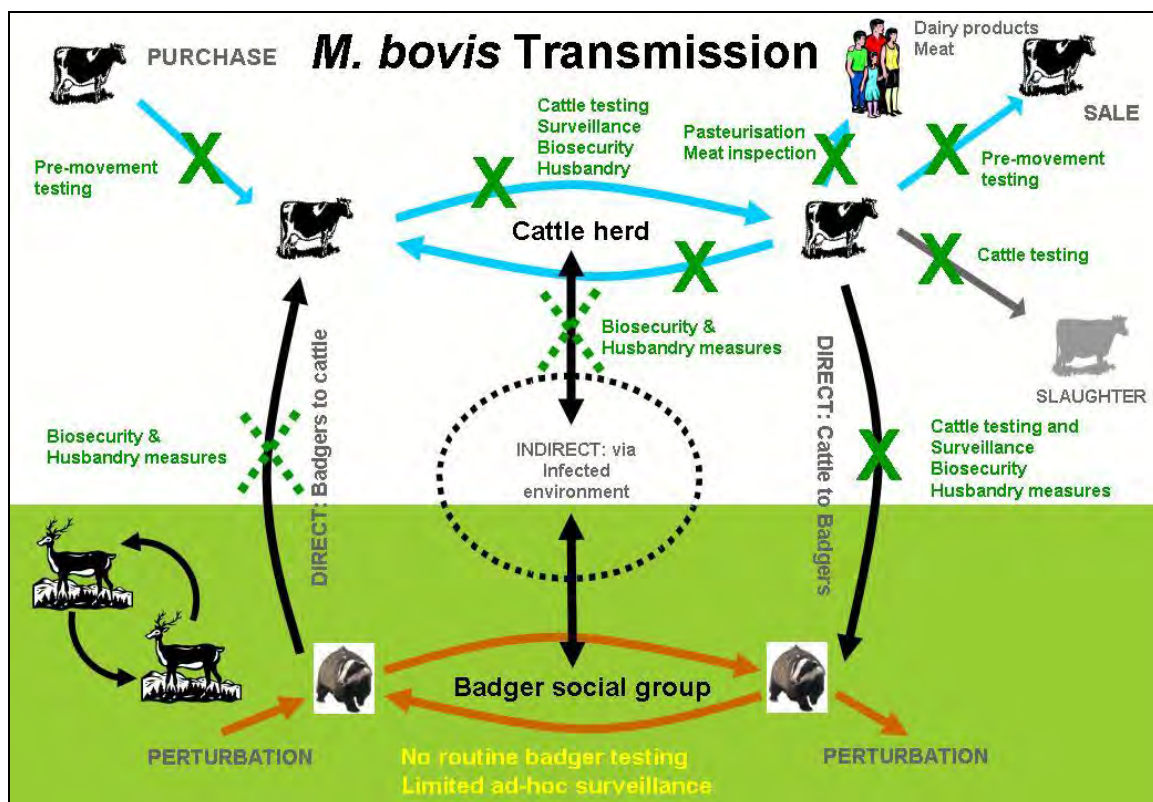 M. bovis Transmission
PURCHASE
Dairy products
Meat
SALE
Cattle testing
Surveillance
Biosecurity
Husbandry
Pasteurisation
Meat inspection
X
X
X
X
Pre-movement
testing
Pre-movement
testing
Cattle herd
X
X
Cattle testing
Biosecurity &
Husbandry measures
SLAUGHTER
DIRECT: Badgers to cattle
DIRECT: Cattle to Badgers
Biosecurity &
Husbandry measures
INDIRECT: via
Infected
environment
X
Cattle testing and
Surveillance
Biosecurity
Husbandry measures
Badger social group
PERTURBATION
PERTURBATION
No routine badger testing
Limited ad-hoc surveillance